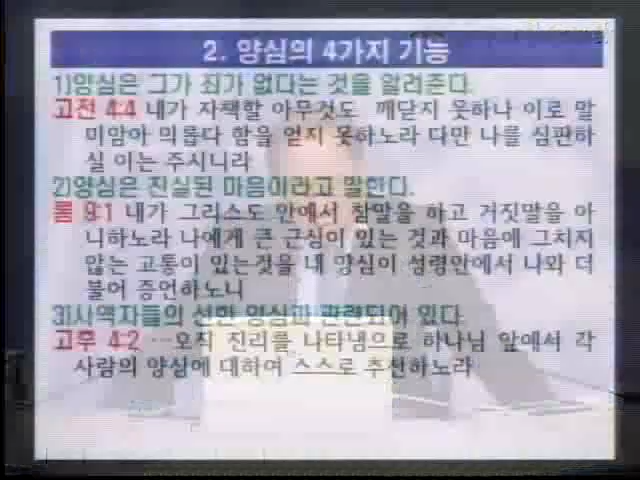 2. 양심의 4가지 기능
1)양심은 그가 죄가 없다는 것을 알려준다.
고전 4:4 내가 자책할 아무것도 깨닫지 못하나 이로 말
미암아 의롭다 함을 얻지 못하노라 다만 나를 심판하
실 이는 주시니라
2)양심은 진실된 마음이라고 말한다.
롬 9:1 내가 그리스도 안에서 참말을 하고 거짓말을 아
니하노라 나에게 큰 근심이 있는 것과 마음에 그치지
않는 고통이 있는것을 내 양심이 성령안에서 나와 더
불어 증언하노니
3)사역자들의 선한 양심과 관련되어 있다.
고후 4:2 …오직 진리를 나타냄으로 하나님 앞에서 각
사람의 양심에 대하여 스스로 추천하노라